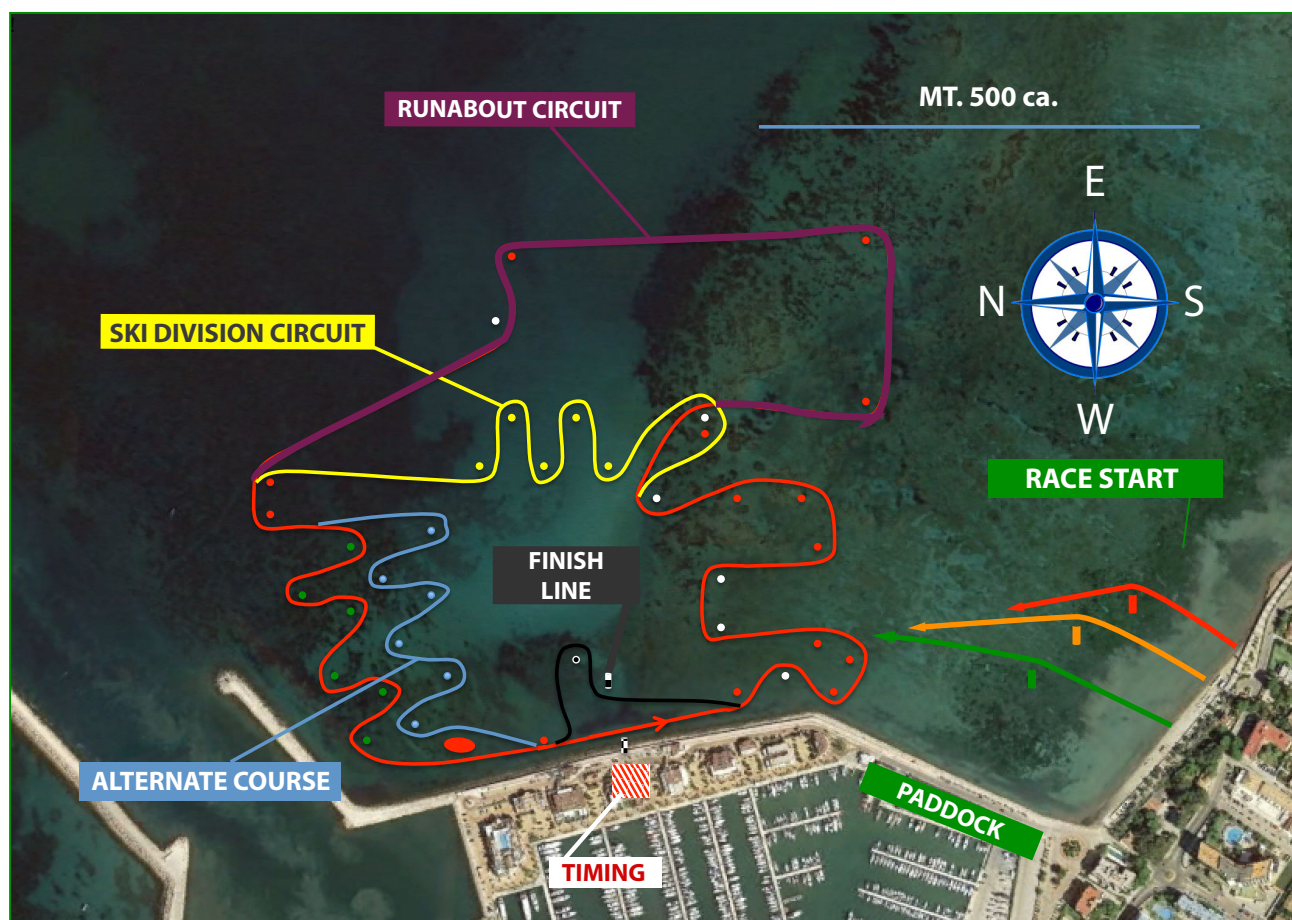 RUNABOUT CIRCUIT
MT. 500 ca.
E
N
S
W
SKI DIVISION CIRCUIT
RACE START
FINISH
LINE
ALTERNATE COURSE
PADDOCK
TIMING